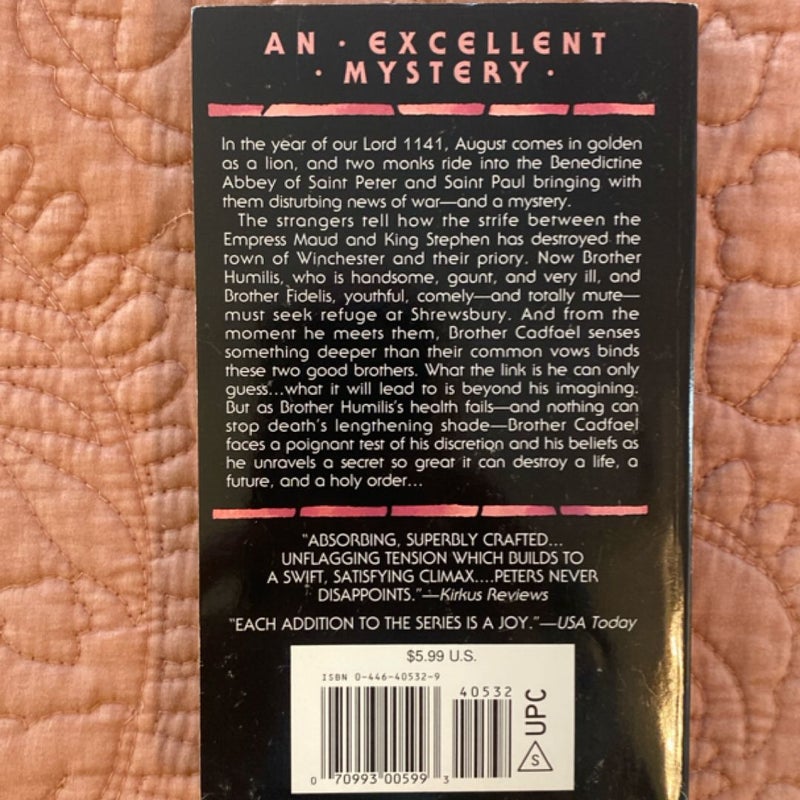 AN · EXCELLENT
· MYSTERY ·
In the year of our Lord 1141, August comes in golden
as a lion, and two monks ride into the Benedictine
Abbey of Saint Peter and Saint Paul bringing with
them disturbing news of war—and a mystery.
The strangers tell how the strife between the
Empress Maud and King Stephen has destroyed the
town of Winchester and their priory. Now Brother
Humilis, who is handsome, gaunt, and very ill, and
Brother Fidelis, youthful, comely—and totally mute—
must seek refuge at Shrewsbury. And from the
moment he meets them, Brother Cadfael senses
something deeper than their common vows binds
these two good brothers. What the link is he can only
guess...what it will lead to is beyond his imagining.
But as Brother Humilis's health fails—and nothing can
stop death's lengthening shade—Brother Cadfael
faces a poignant test of his discretion and his beliefs as
he unravels a secret so great it can destroy a life, a
future, and a holy order...
"ABSORBING, SUPERBLY CRAFTED...
UNFLAGGING TENSION WHICH BUILDS TO
A SWIFT, SATISFYING CLIMAX....PETERS NEVER
DISAPPOINTS."—Kirkus Reviews
"EACH ADDITION TO THE SERIES IS A JOY."—USA Today
$5.99 U.S.
ISBN 0-446-40532-9
40532
UPC
S
0 70993 00599 3